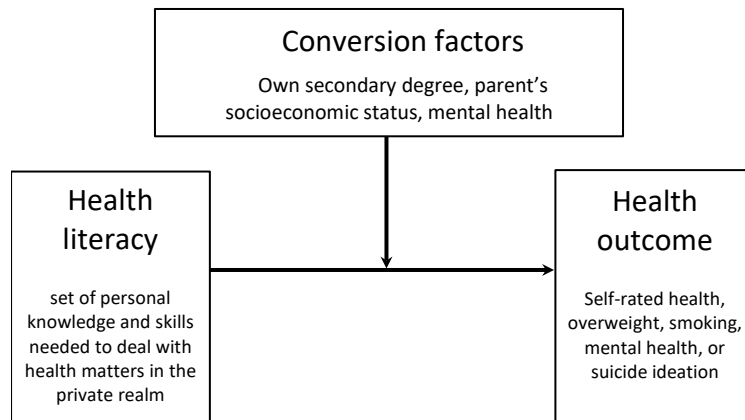 Conversion factors
Own secondary degree, parent’s
socioeconomic status, mental health
Health
literacy
set of personal
knowledge and skills
needed to deal with
health matters in the
private realm
Health
outcome
Self-rated health,
overweight, smoking,
mental health, or
suicide ideation